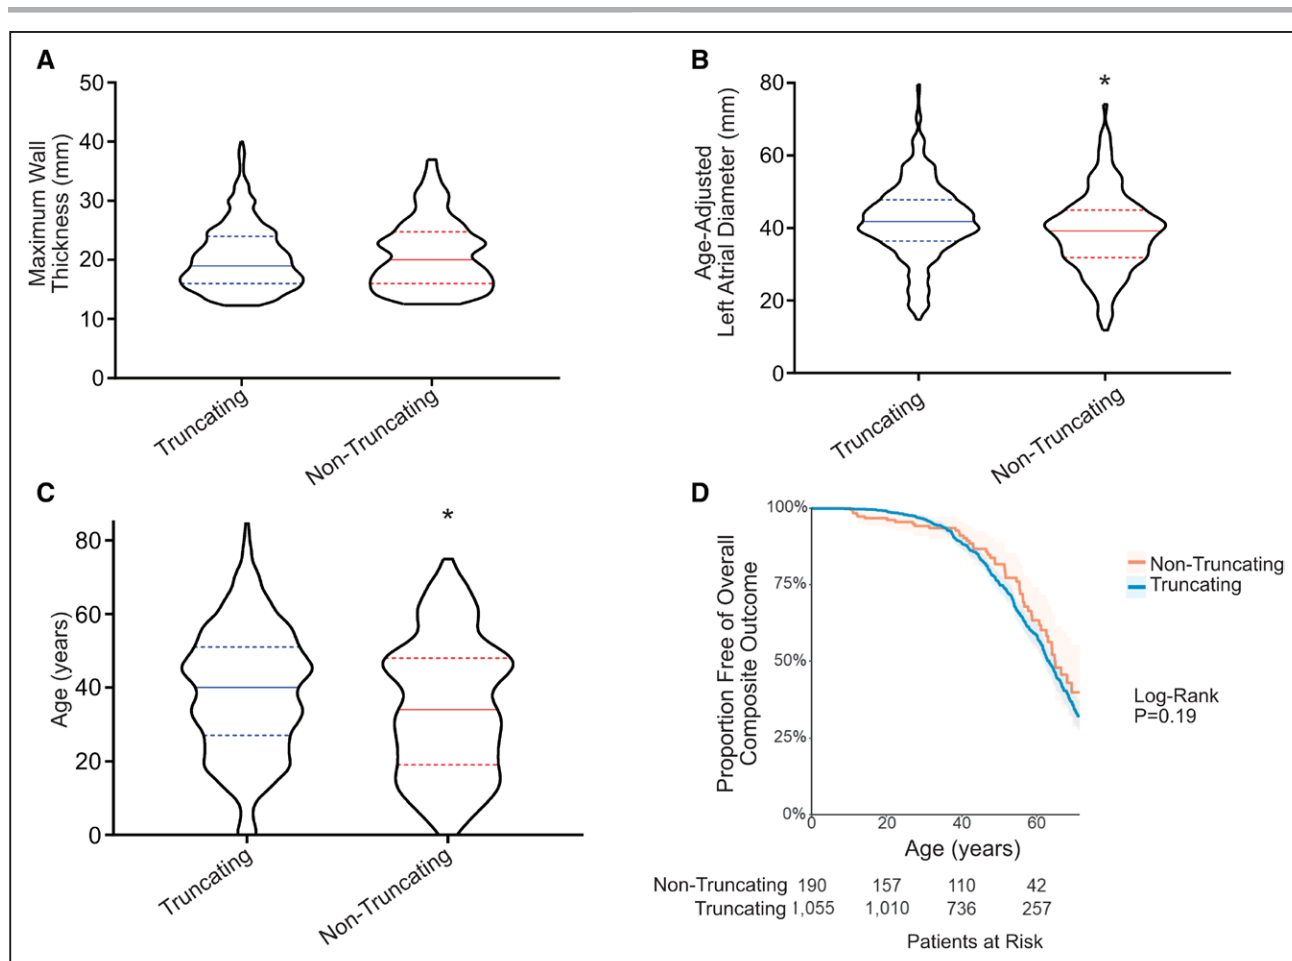 A
Maximum Wall
Thickness (mm)
50
40
30
20
10
0
Truncating
Non-Truncating
B
*
Age-Adjusted
Left Atrial Diameter (mm)
80
60
40
20
0
Truncating
Non-Truncating
C
*
Age (years)
80
60
40
20
0
Truncating
Non-Truncating
D
Proportion Free of Overall
Composite Outcome
100%
75%
50%
25%
0%
0 20 40 60
Age (years)
Non-Truncating
Truncating
Log-Rank
P=0.19
Non-Truncating 190 157 110 42
Truncating 1,055 1,010 736 257
Patients at Risk